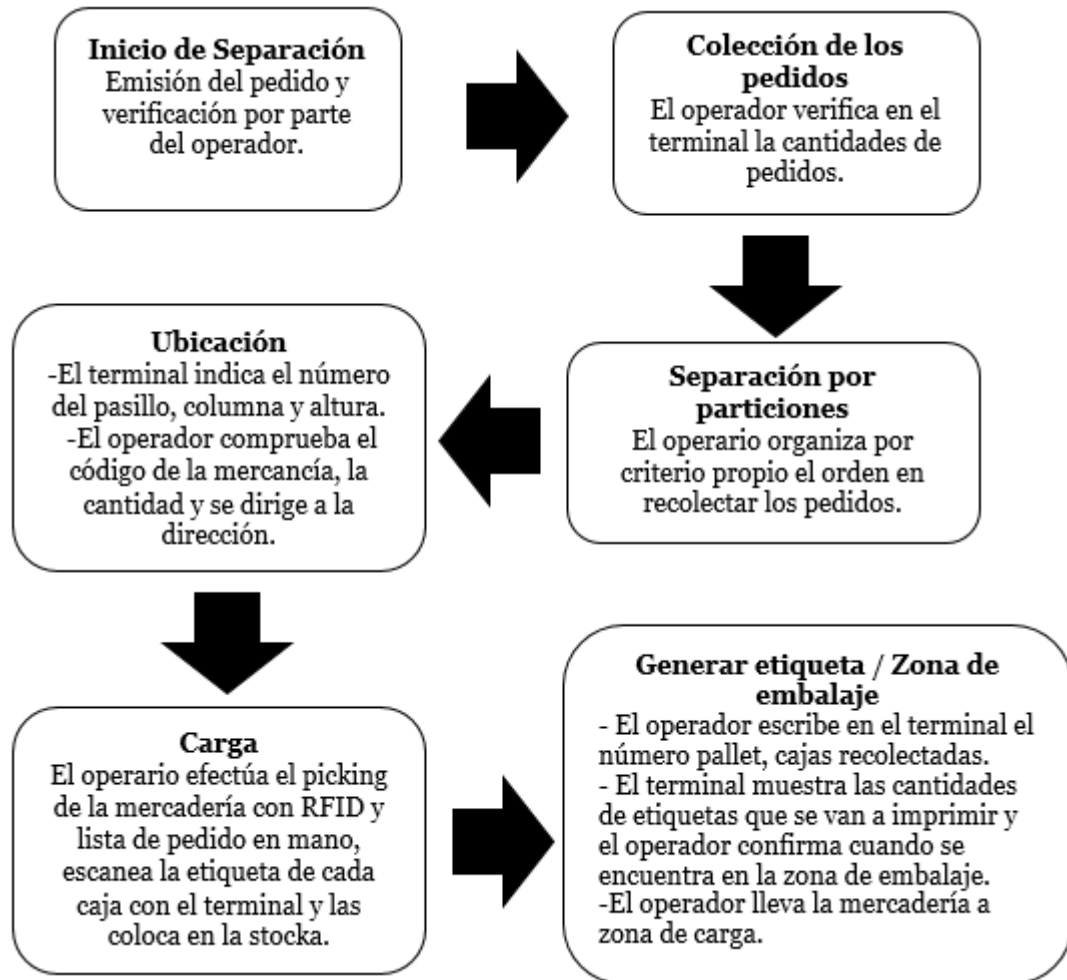 Inicio de Separación
Emisión del pedido y
verificación por parte
del operador.
Colección de los
pedidos
El operador verifica en el
terminal la cantidades de
pedidos.
Separación por
particiones
El operario organiza por
criterio propio el orden en
recolectar los pedidos.
Ubicación
-El terminal indica el número
del pasillo, columna y altura.
-El operador comprueba el
código de la mercancía, la
cantidad y se dirige a la
dirección.
Carga
El operario efectúa el picking
de la mercadería con RFID y
lista de pedido en mano,
escanea la etiqueta de cada
caja con el terminal y las
coloca en la stocka.
Generar etiqueta / Zona de
embalaje
- El operador escribe en el terminal el
número pallet, cajas recolectadas.
- El terminal muestra las cantidades
de etiquetas que se van a imprimir y
el operador confirma cuando se
encuentra en la zona de embalaje.
-El operador lleva la mercadería a
zona de carga.